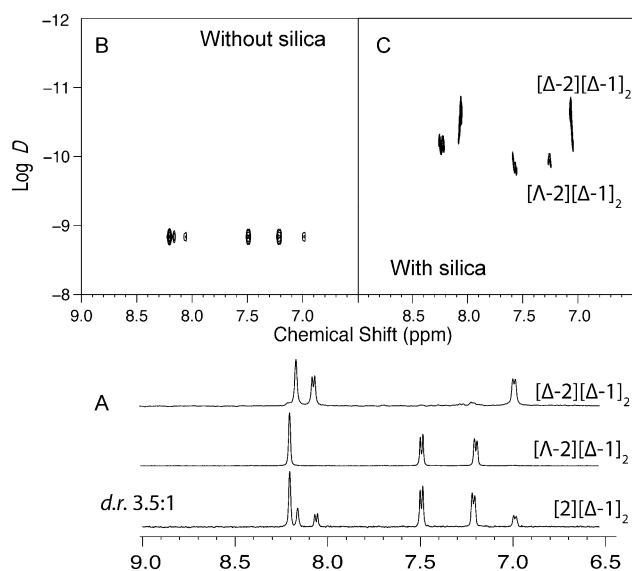 −12
B
Without silica
C
−11
[Δ-2][Δ-1]2
Log D
−10
[Λ-2][Δ-1]2
−9
With silica
−8
9.0 8.5 8.0 7.5 7.0 8.5 8.0 7.5 7.0
Chemical Shift (ppm)
A
[Δ-2][Δ-1]2
[Λ-2][Δ-1]2
d.r. 3.5:1
[2][Δ-1]2
9.0 8.5 8.0 7.5 7.0 6.5